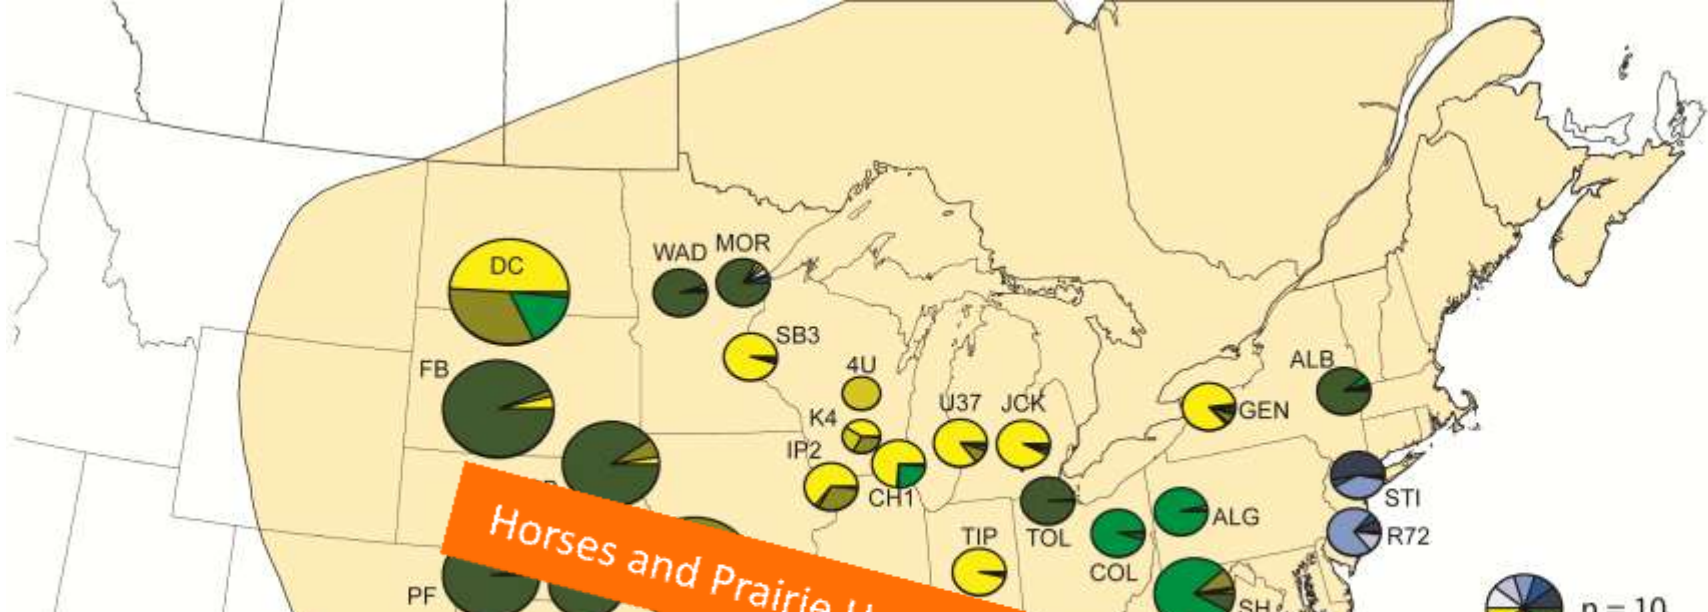 DC
WAD MOR
SB3
FB
4U
ALB
K4
U37 JCK
GEN
IP2
CH1
STI
ALG
R72
TIP
TOL
COL
PF
SH
Horses and Prairie
n = 10